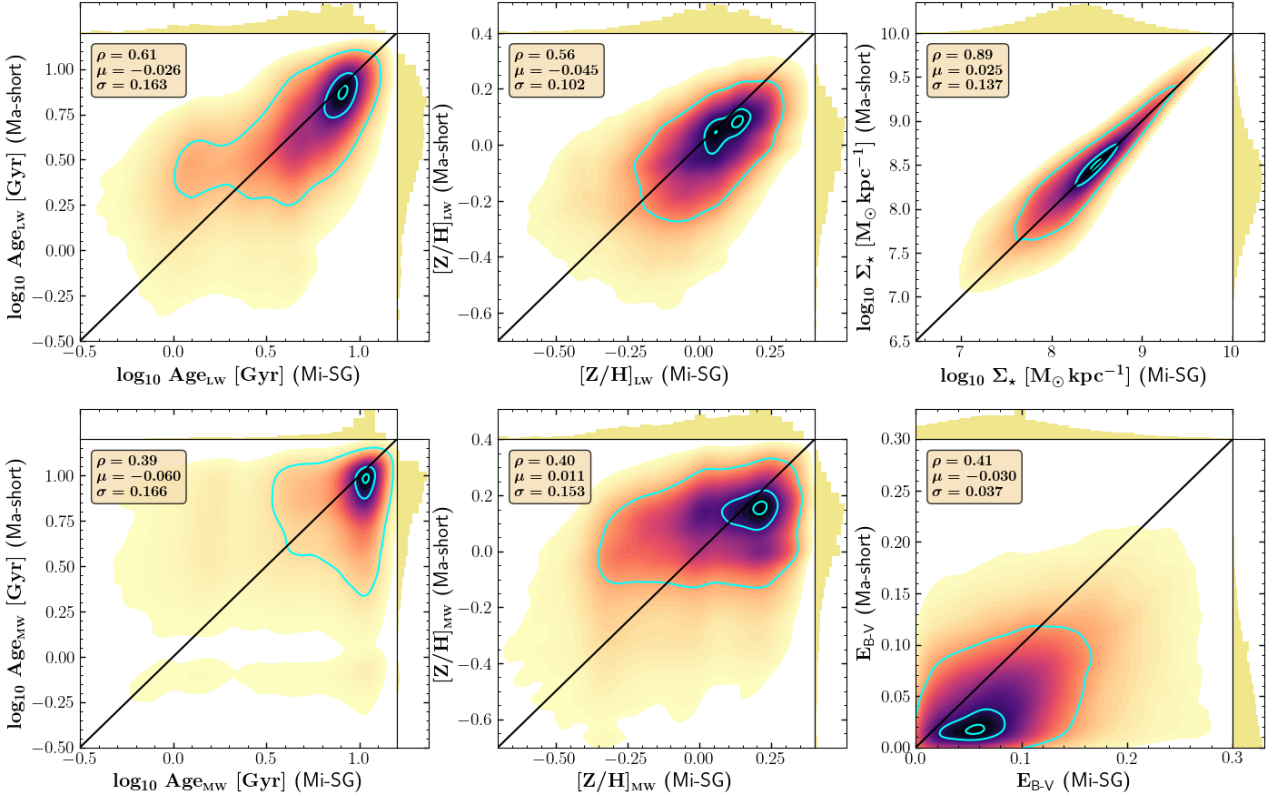 ρ = 0.61
μ = −0.026
σ = 0.163
1.00
0.75
0.50
0.25
0.00
−0.25
−0.50
log₁₀ Age_LW [Gyr] (Ma-short)
−0.5 0.0 0.5 1.0
log₁₀ Age_LW [Gyr] (Mi-SG)
ρ = 0.56
μ = −0.045
σ = 0.102
0.4
0.2
0.0
−0.2
−0.4
−0.6
[Z/H]_LW (Ma-short)
−0.50 −0.25 0.00 0.25
[Z/H]_LW (Mi-SG)
ρ = 0.89
μ = 0.025
σ = 0.137
10.0
9.5
9.0
8.5
8.0
7.5
7.0
6.5
log₁₀ Σ⋆ [M⊙ kpc⁻¹] (Ma-short)
7 8 9 10
log₁₀ Σ⋆ [M⊙ kpc⁻¹] (Mi-SG)
ρ = 0.39
μ = −0.060
σ = 0.166
1.00
0.75
0.50
0.25
0.00
−0.25
−0.50
log₁₀ Age_MW [Gyr] (Ma-short)
−0.5 0.0 0.5 1.0
log₁₀ Age_MW [Gyr] (Mi-SG)
ρ = 0.40
μ = 0.011
σ = 0.153
0.4
0.2
0.0
−0.2
−0.4
−0.6
[Z/H]_MW (Ma-short)
−0.50 −0.25 0.00 0.25
[Z/H]_MW (Mi-SG)
ρ = 0.41
μ = −0.030
σ = 0.037
0.30
0.25
0.20
0.15
0.10
0.05
0.00
E_B-V (Ma-short)
0.0 0.1 0.2 0.3
E_B-V (Mi-SG)